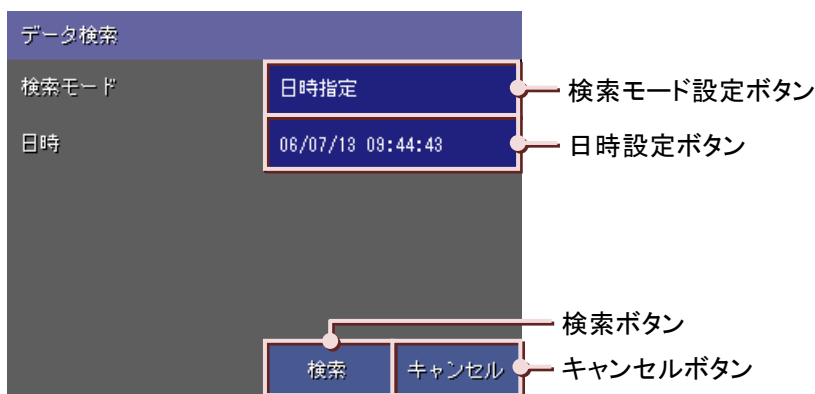 データ検索
検索モード 日時指定 検索モード設定ボタン
日時 06/07/13 09:44:43 日時設定ボタン
検索ボタン
検索 キャンセル キャンセルボタン